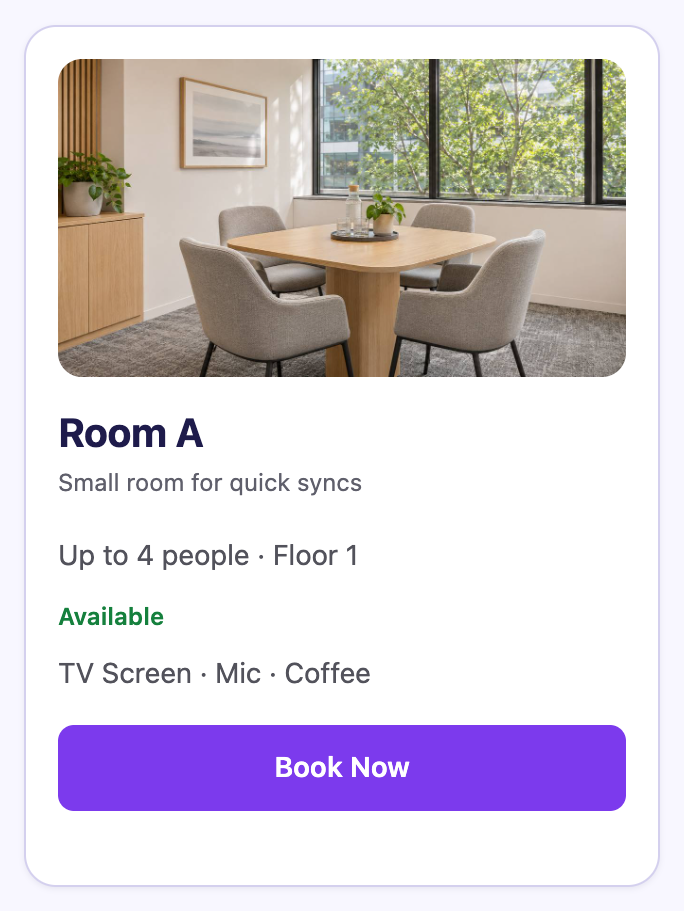 Room A
Small room for quick syncs
Up to 4 people · Floor 1
Available
TV Screen · Mic · Coffee
Book Now